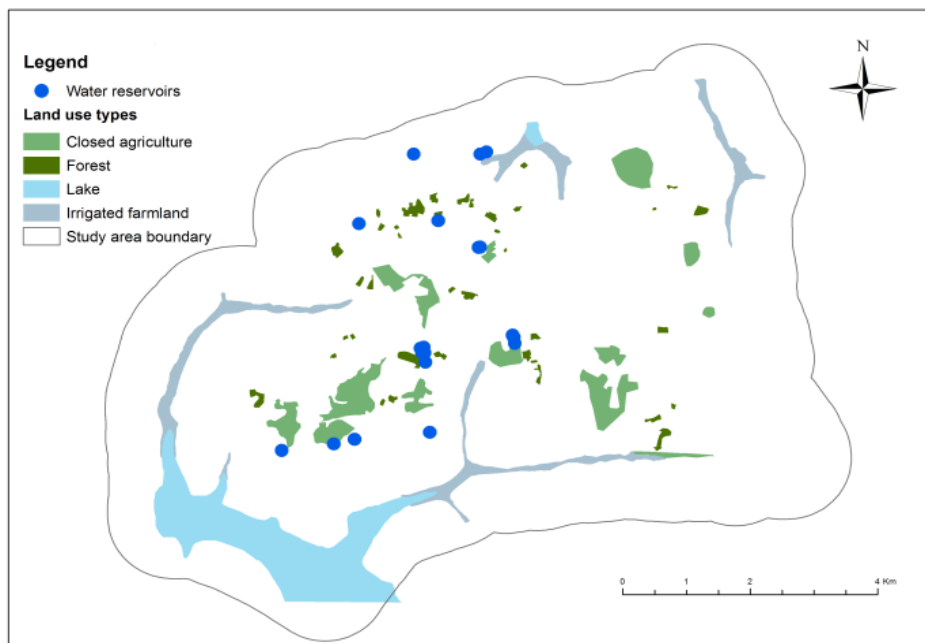 N
Legend
Water reservoirs
Land use types
Closed agriculture
Forest
Lake
Irrigated farmland
Study area boundary
0 1 2 4 Km